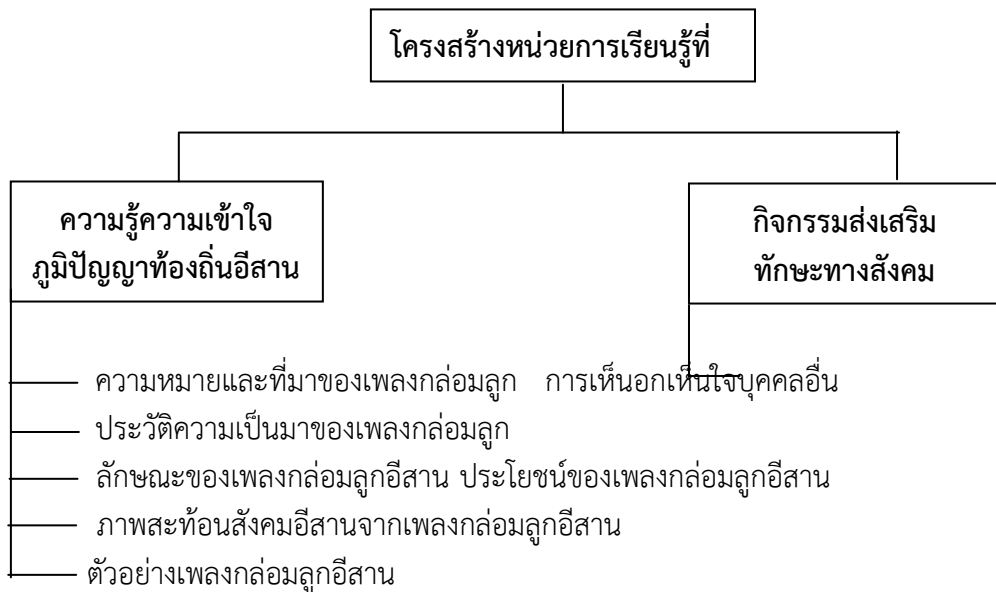 โครงสร้างหน่วยการเรียนรู้ที่
ความรู้ความเข้าใจ
ภูมิปัญญาท้องถิ่นอีสาน
กิจกรรมส่งเสริม
ทักษะทางสังคม
ความหมายและที่มาของเพลงกล่อมลูก การเห็นอกเห็นใจบุคคลอื่น
ประวัติความเป็นมาของเพลงกล่อมลูก
ลักษณะของเพลงกล่อมลูกอีสาน ประโยชน์ของเพลงกล่อมลูกอีสาน
ภาพสะท้อนสังคมอีสานจากเพลงกล่อมลูกอีสาน
ตัวอย่างเพลงกล่อมลูกอีสาน